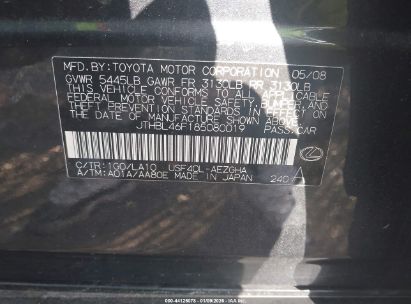 MFD.BY:TOYOTA MOTOR CORPORATION 05/08
GVWR 5445LB GAWR FR 3130LB RR 3130LB
THIS VEHICLE CONFORMS TO ALL APPLICABLE
FEDERAL MOTOR VEHICLE SAFETY, BUMPER,
AND THEFT PREVENTION STANDARDS IN EFFECT ON THE
DATE OF MANUFACTURE SHOWN ABOVE.
JTHBL46F185080019 PASS.CAR
C/TR:1G0/LA10 USF40L-AEZGHA
A/TM:A01A/AA80E MADE IN JAPAN 24D